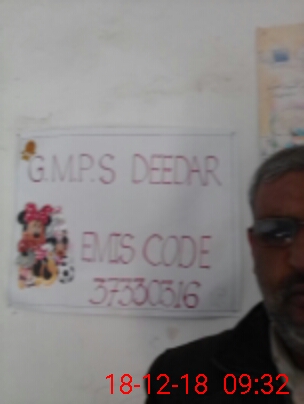 G.M.P.S DEEDAR
EMIS CODE
37330316
18-12-18 09:32